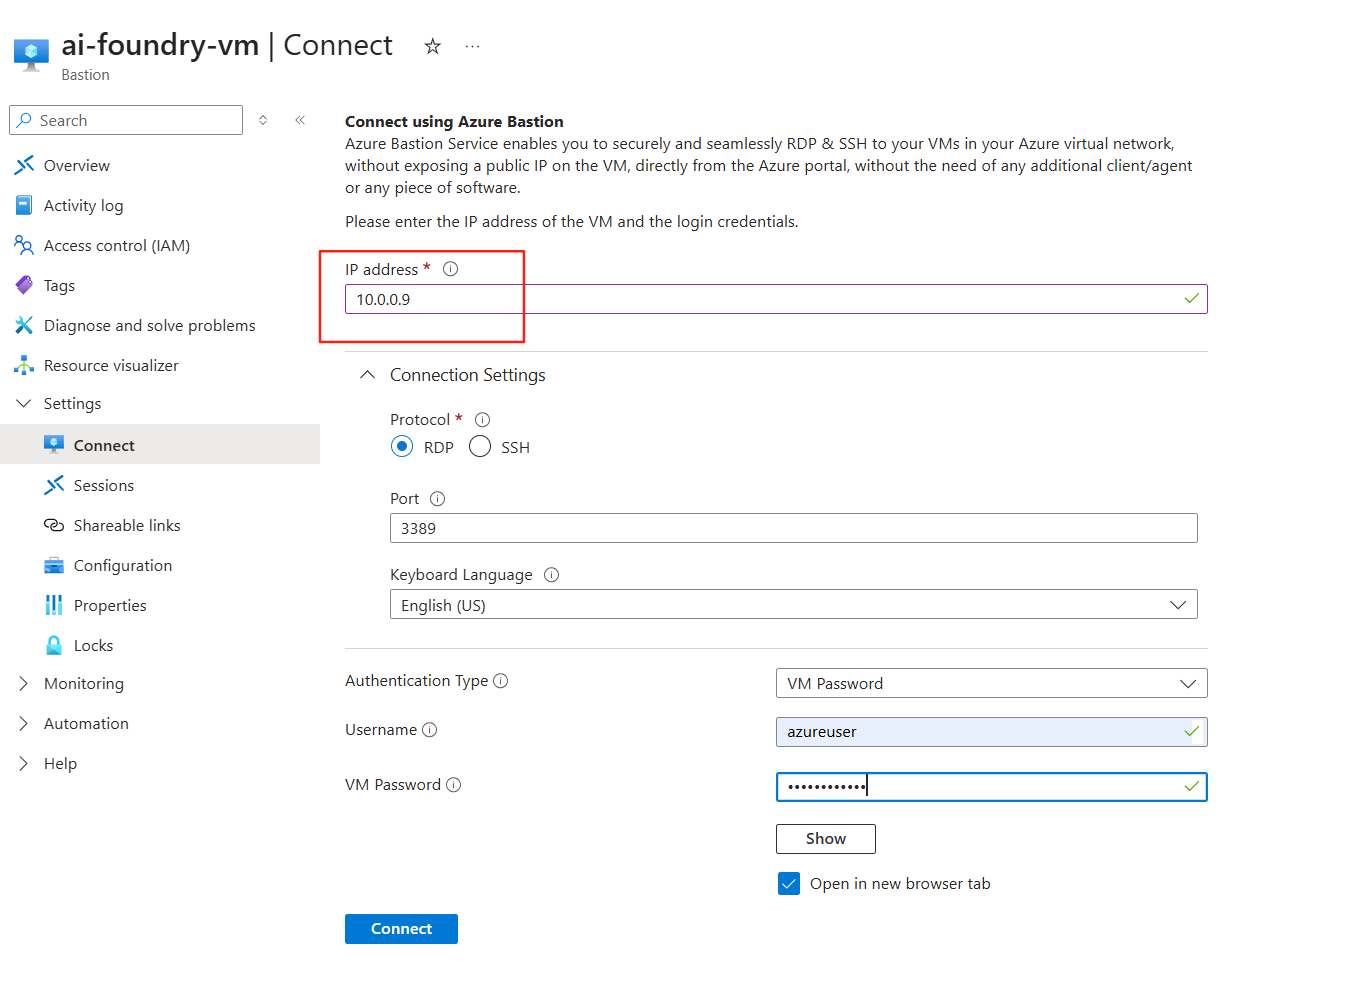 ai-foundry-vm | Connect
Bastion
Search
Overview
Activity log
Access control (IAM)
Tags
Diagnose and solve problems
Resource visualizer
Settings
Connect
Sessions
Shareable links
Configuration
Properties
Locks
Monitoring
Automation
Help
Connect using Azure Bastion
Azure Bastion Service enables you to securely and seamlessly RDP & SSH to your VMs in your Azure virtual network,
without exposing a public IP on the VM, directly from the Azure portal, without the need of any additional client/agent
or any piece of software.
Please enter the IP address of the VM and the login credentials.
IP address *
10.0.0.9
Connection Settings
Protocol *
RDP SSH
Port
3389
Keyboard Language
English (US)
Authentication Type
VM Password
Username
azureuser
VM Password
••••••••••••
Show
Open in new browser tab
Connect